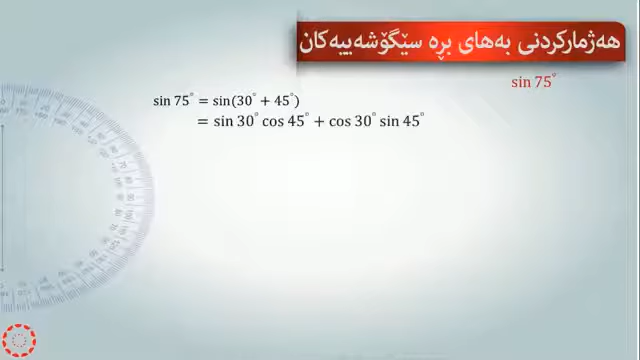 هەژمارکردنی بەهای بڕە سێگۆشەییەکان
sin 75°
sin 75° = sin(30° + 45°)
= sin 30° cos 45° + cos 30° sin 45°